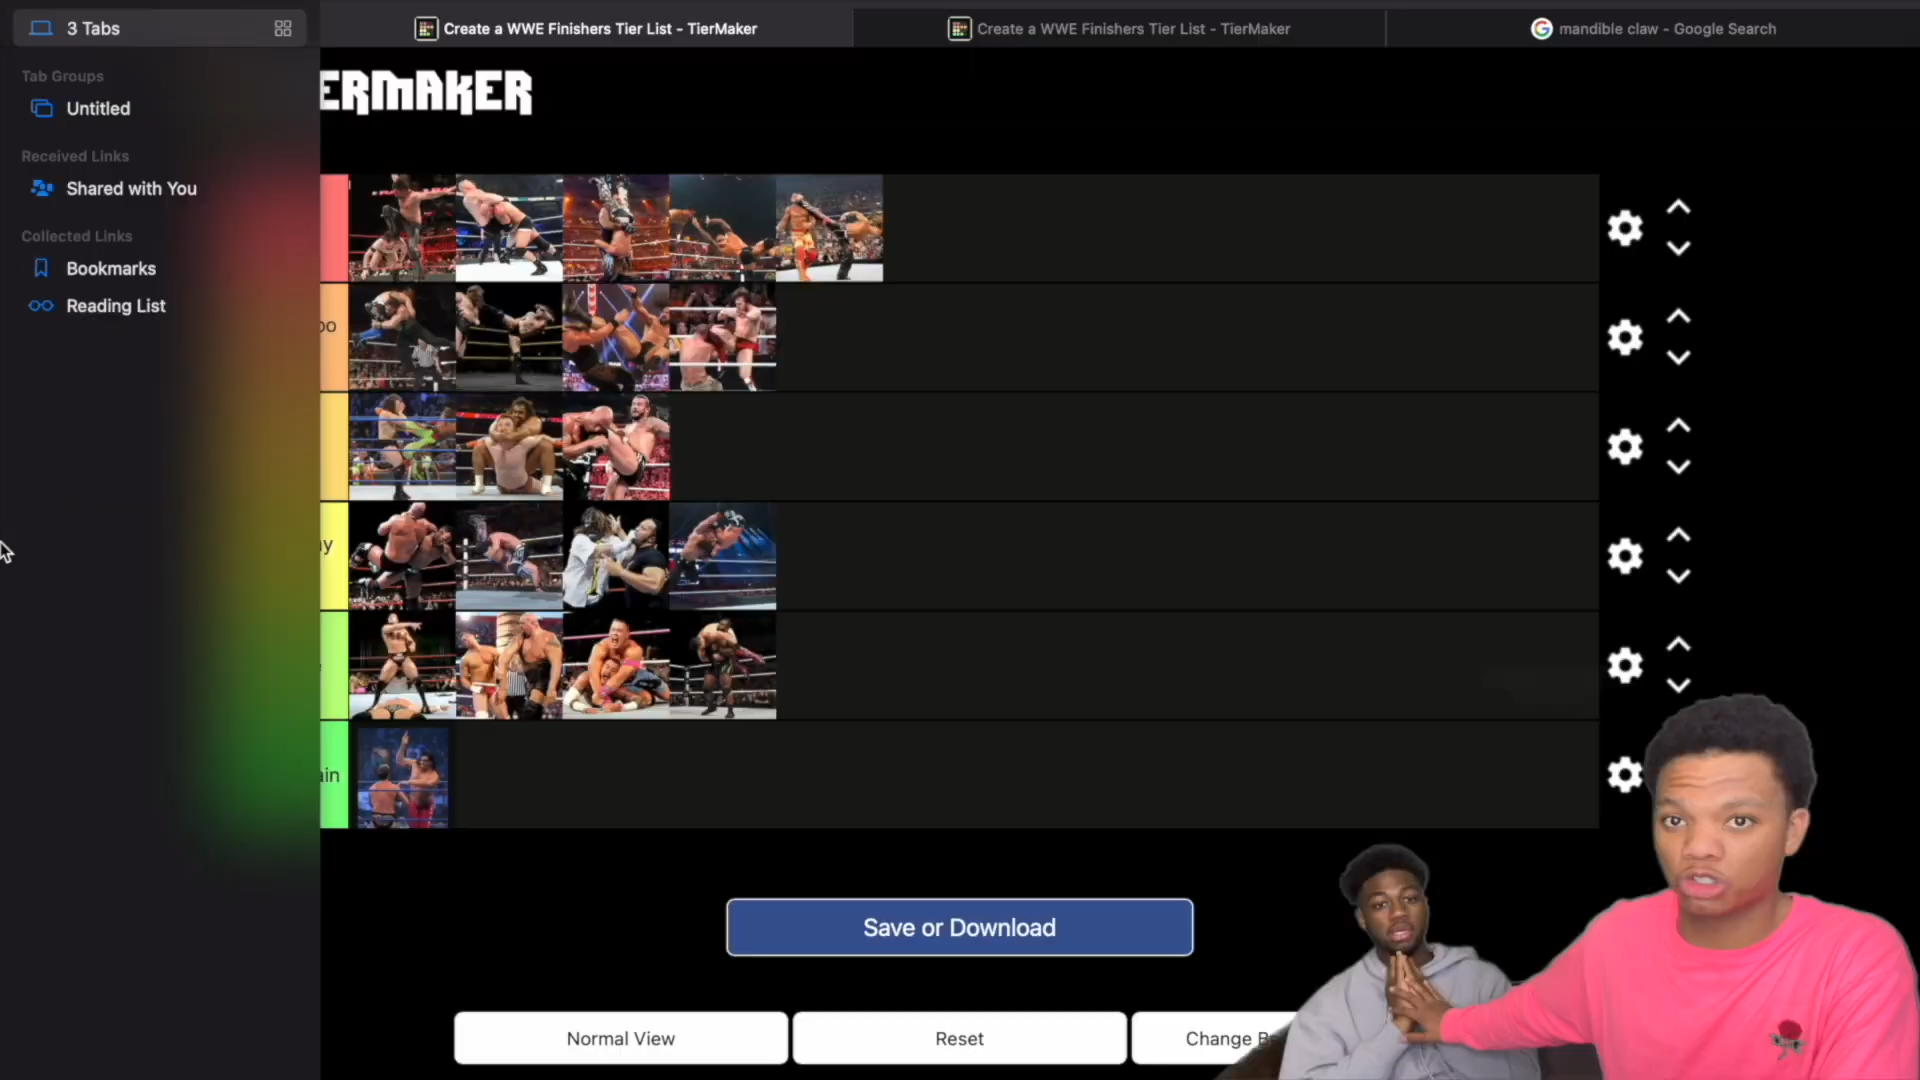 3 Tabs
Create a WWE Finishers Tier List - TierMaker
Create a WWE Finishers Tier List - TierMaker
mandible claw - Google Search
Tab Groups
Untitled
Received Links
Shared with You
Collected Links
Bookmarks
Reading List
ERMAKER
oo
ny
ain
Save or Download
Normal View
Reset
Change B